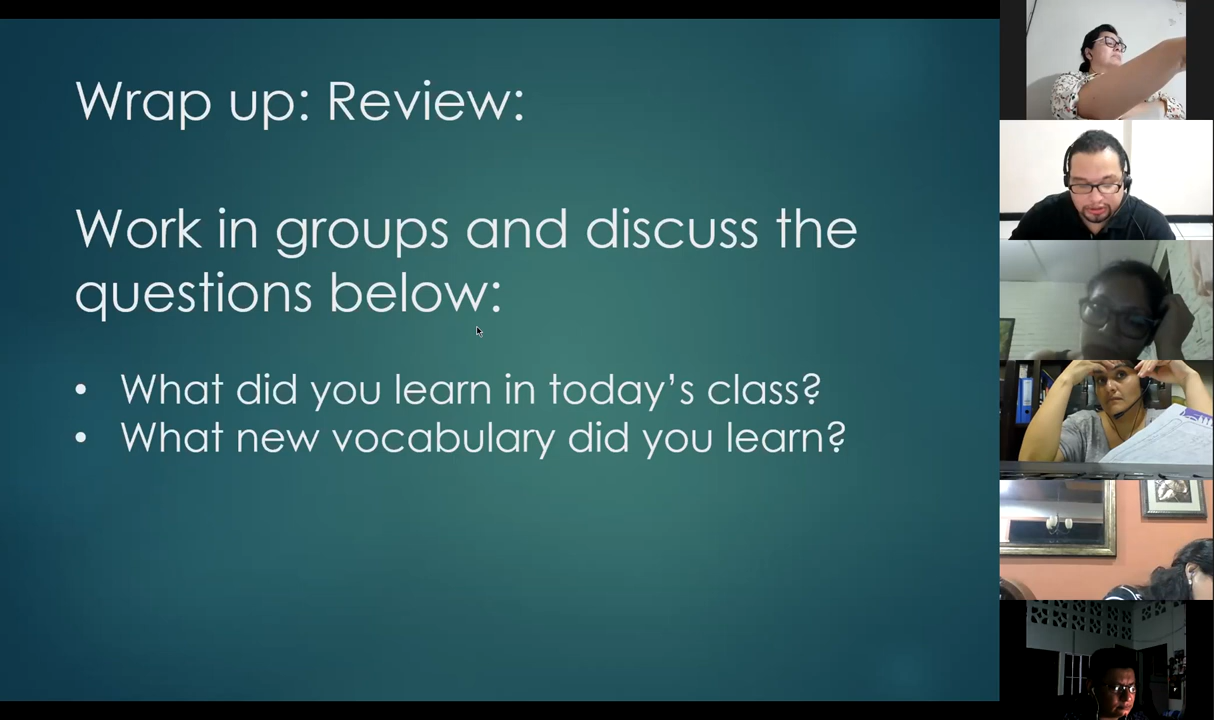 Wrap up: Review:
Work in groups and discuss the
questions below:
• What did you learn in today’s class?
• What new vocabulary did you learn?